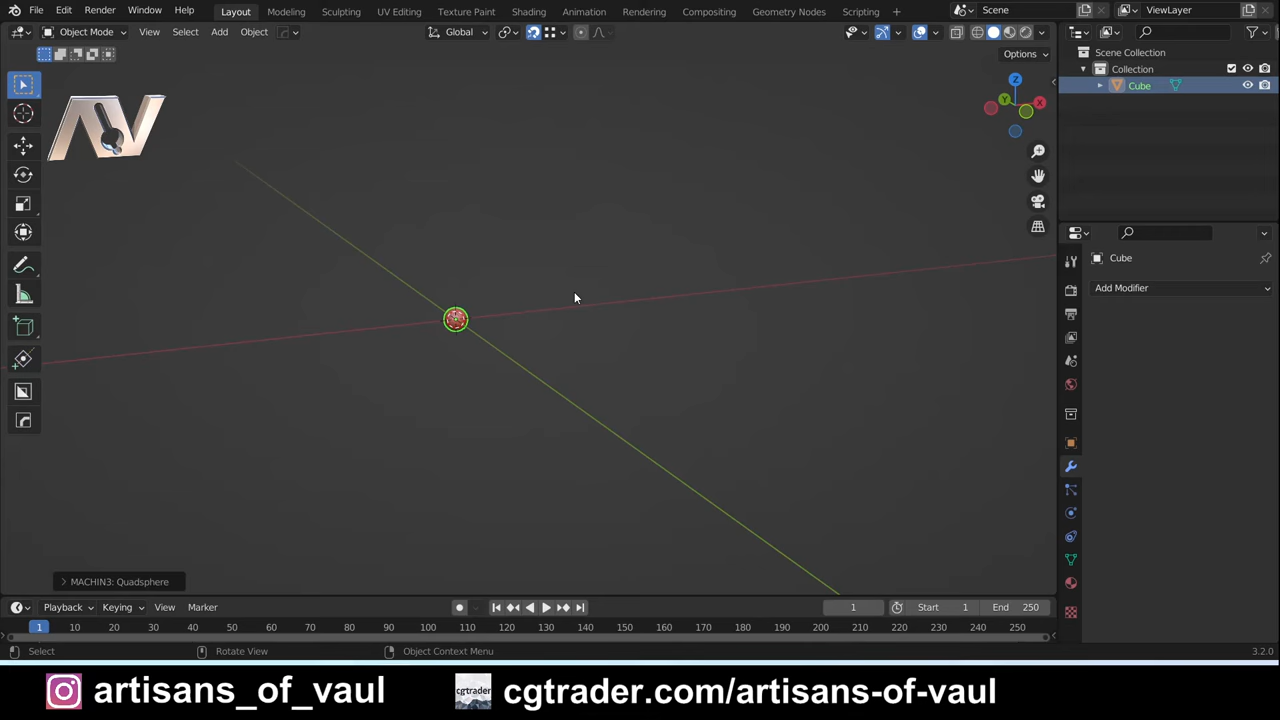 File Edit Render Window Help Layout Modeling Sculpting UV Editing Texture Paint Shading Animation Rendering Compositing Geometry Nodes Scripting + Scene ViewLayer
Object Mode View Select Add Object Global
Options
Scene Collection
Collection
Cube
AV
Z
Y
X
Cube
Add Modifier
MACHIN3: Quadsphere
Playback Keying View Marker 1 Start 1 End 250
1 10 20 30 40 50 60 70 80 90 100 110 120 130 140 150 160 170 180 190 200 210 220 230 240 250
Select Rotate View Object Context Menu 3.2.0
artisans_of_vaul cgtrader cgtrader.com/artisans-of-vaul